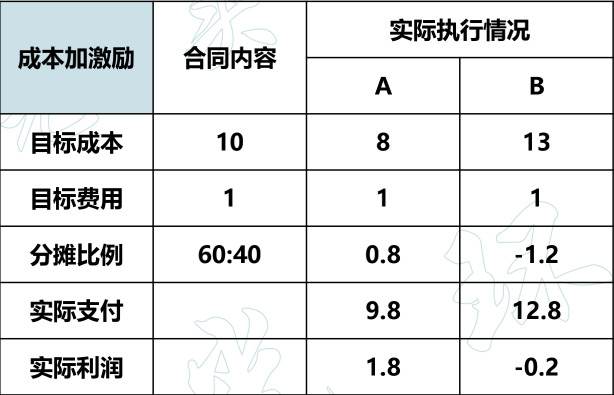 成本加激励 合同内容 实际执行情况
A B
目标成本 10 8 13
目标费用 1 1 1
分摊比例 60:40 0.8 -1.2
实际支付 9.8 12.8
实际利润 1.8 -0.2